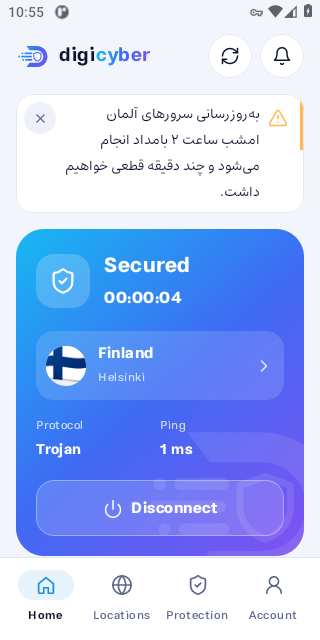 10:55
digicyber
به‌روزرسانی سرورهای آلمان
امشب ساعت ۲ بامداد انجام
می‌شود و چند دقیقه قطعی خواهیم
داشت.
Secured
00:00:04
Finland
Helsinki
Protocol
Ping
Trojan
1 ms
Disconnect
Home
Locations
Protection
Account